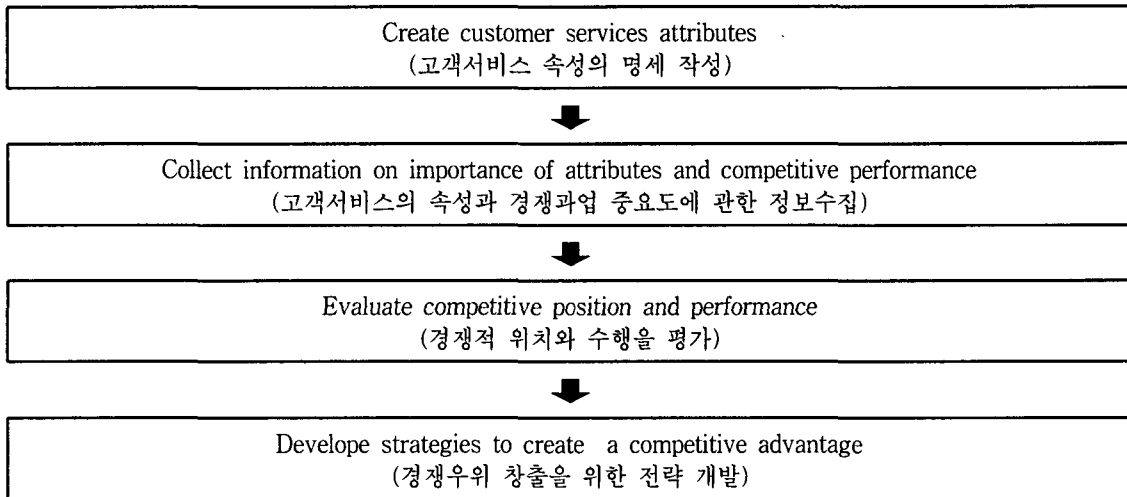 Create customer services attributes
(고객서비스 속성의 명세 작성)
Collect information on importance of attributes and competitive performance
(고객서비스의 속성과 경쟁과업 중요도에 관한 정보수집)
Evaluate competitive position and performance
(경쟁적 위치와 수행을 평가)
Develope strategies to create a competitive advantage
(경쟁우위 창출을 위한 전략 개발)